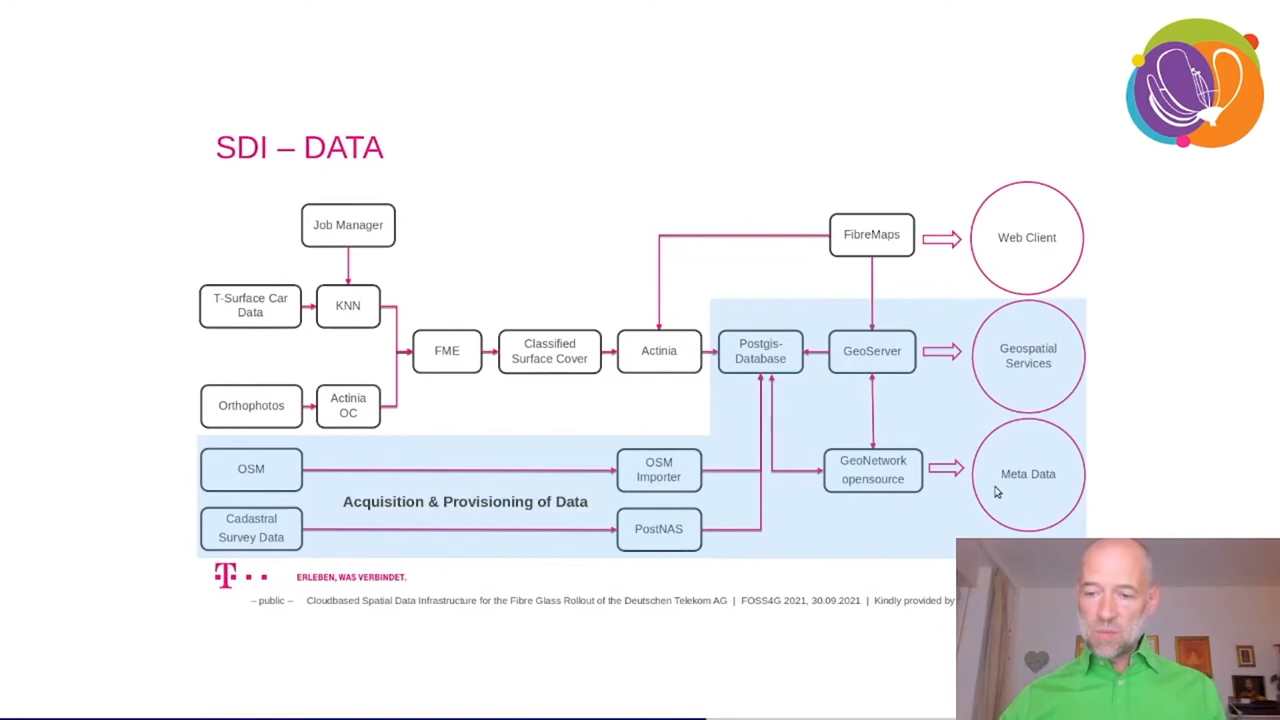 SDI – DATA
Job Manager
T-Surface Car
Data
KNN
FME
Classified
Surface Cover
Actinia
Postgis-
Database
GeoServer
FibreMaps
Web Client
Geospatial
Services
Orthophotos
Actinia
OC
OSM
OSM
Importer
GeoNetwork
opensource
Meta Data
Acquisition & Provisioning of Data
Cadastral
Survey Data
PostNAS
T
ERLEBEN, WAS VERBINDET.
– public – Cloudbased Spatial Data Infrastructure for the Fibre Glass Rollout of the Deutschen Telekom AG | FOSS4G 2021, 30.09.2021 | Kindly provided by